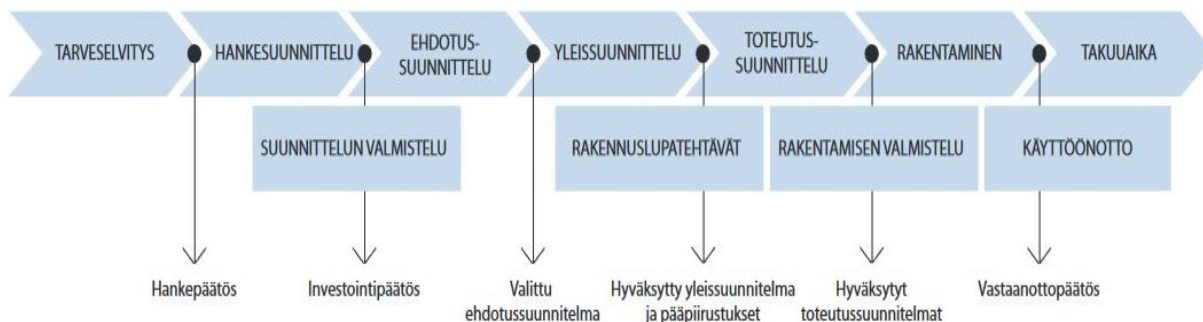 TARVESELVITYS
HANKESUUNNITTELU
EHDOTUS-
SUUNNITTELU
YLEISSUUNNITTELU
TOTEUTUS-
SUUNNITTELU
RAKENTAMINEN
TAKUUAIKA
SUUNNITTELUN VALMISTELU
RAKENNUSLUPATEHTÄVÄT
RAKENTAMISEN VALMISTELU
KÄYTTÖÖNOTTO
Hankepäätös
Investointipäätös
Valittu
ehdotussuunnitelma
Hyväksytty yleissuunnitelma
ja pääpiirustukset
Hyväksytyt
toteutussuunnitelmat
Vastaanottopäätös